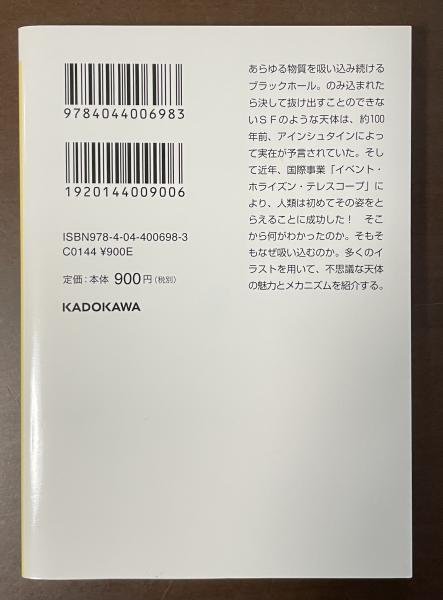 9784044006983
1920144009006
ISBN978-4-04-400698-3
C0144 ¥900E
定価:本体900円(税別)
KADOKAWA
あらゆる物質を吸い込み続ける
ブラックホール。のみ込まれた
ら決して抜け出すことのできな
いSFのような天体は、約100
年前、アインシュタインによっ
て実在が予言されていた。そし
て近年、国際事業「イベント・
ホライズン・テレスコープ」に
より、人類は初めてその姿をと
らえることに成功した！　そこ
から何がわかったのか。そもそ
もなぜ吸い込むのか。多くのイ
ラストを用いて、不思議な天体
の魅力とメカニズムを紹介する。